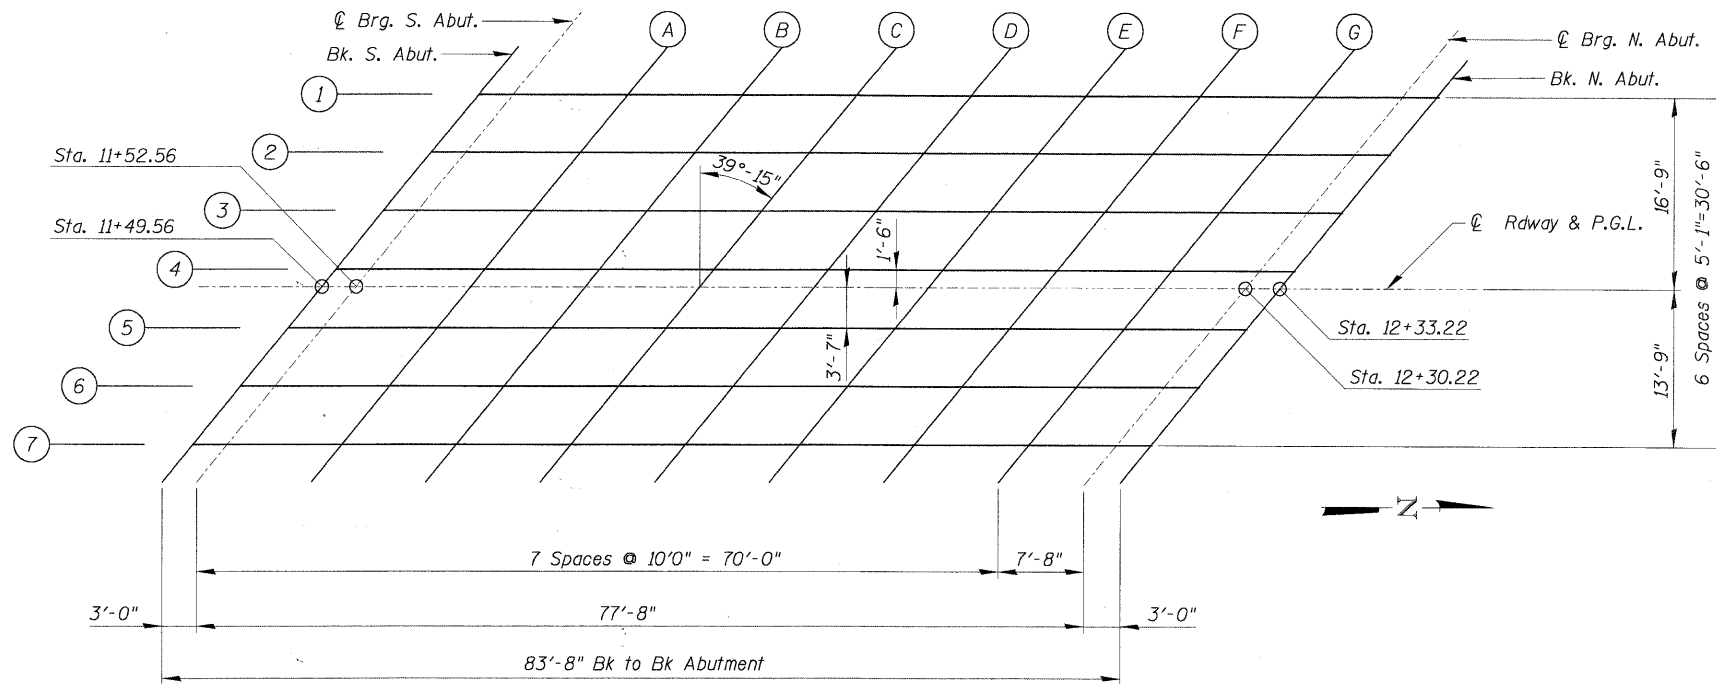 ℄ Brg. S. Abut.
Bk. S. Abut.
A
B
C
D
E
F
G
℄ Brg. N. Abut.
Bk. N. Abut.
1
2
3
4
5
6
7
Sta. 11+52.56
Sta. 11+49.56
39°-15"
1'-6"
3'-7"
16'-9"
13'-9"
6 Spaces @ 5'-1"=30'-6"
℄ Rdway & P.G.L.
Sta. 12+33.22
Sta. 12+30.22
N
7 Spaces @ 10'0" = 70'-0"
7'-8"
3'-0"
77'-8"
3'-0"
83'-8" Bk to Bk Abutment